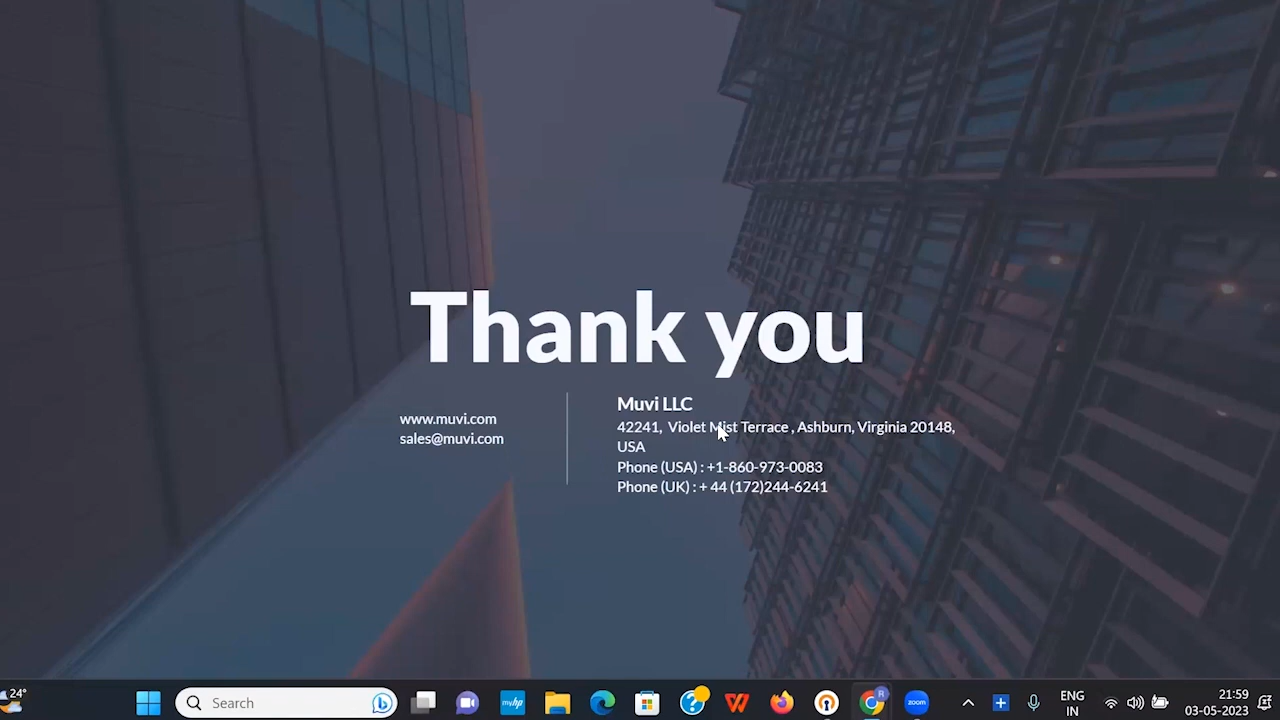 Thank you
www.muvi.com
sales@muvi.com
Muvi LLC
42241, Violet Mist Terrace , Ashburn, Virginia 20148,
USA
Phone (USA) : +1-860-973-0083
Phone (UK) : + 44 (172)244-6241
24°
Search
myhp
zoom
R
ENG
IN
21:59
03-05-2023